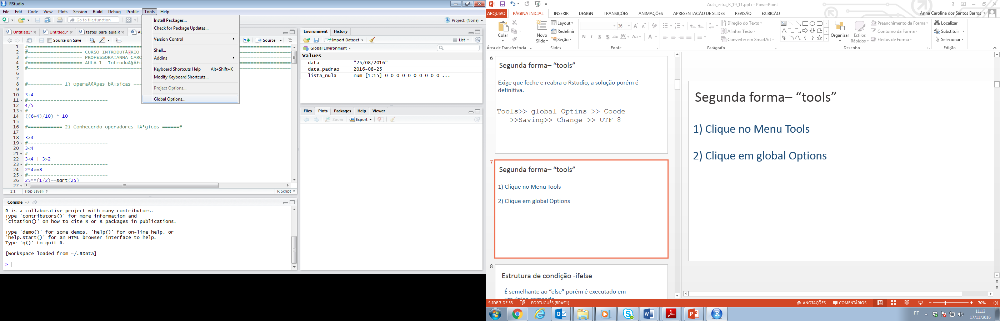 RStudio
File Edit Code View Plots Session Build Debug Profile Tools Help
Go to file/function
Project: (None)
Install Packages...
Check for Package Updates...
Version Control
Shell...
Addins
Keyboard Shortcuts Help Alt+Shift+K
Modify Keyboard Shortcuts...
Project Options...
Global Options...
Untitled1* Untitled3* testes_para_aula.R Au
Source on Save Source
1 #======================================
2 #=================== CURSO INTRODUTÃ·RIO
3 #=================== PROFESSORA:ANNA CARO
4 #=================== AULA 1- IntroduÃ§Ã£o
5 #======================================
6
7
8 #============ 1) OperaÃ§Ãµes bÃ¡sicas ===
9
10 3+4
11 #----------------------------
12 4/5
13 #----------------------------
14 ((6+4)/10) * 10
15
16 #============ 2) Conhecendo operadores lÃ³gicos ======#
17
18 3>4
19 #----------------------------
20 3<4
21 #----------------------------
22 3<4 | 3>2
23 #----------------------------
24 2*4>=8
25 #----------------------------
26 25**(1/2)==sqrt(25)
27
1:1 (Top Level) R Script
Console ~/
R is a collaborative project with many contributors.
Type 'contributors()' for more information and
'citation()' on how to cite R or R packages in publications.
Type 'demo()' for some demos, 'help()' for on-line help, or
'help.start()' for an HTML browser interface to help.
Type 'q()' to quit R.
[Workspace loaded from ~/.RData]
>
Environment History
Import Dataset List
Global Environment
Values
data "25/08/2016"
data_padrao 2016-08-25
lista_nula num [1:15] 0 0 0 0 0 0 0 0 0 0 ...
Files Plots Packages Help Viewer
Zoom Export
Aula_extra_R_19_11.pptx - PowerPoint
ARQUIVO PÁGINA INICIAL INSERIR DESIGN TRANSIÇÕES ANIMAÇÕES APRESENTAÇÃO DE SLIDES REVISÃO EXIBIÇÃO
Anna Carolina dos Santos Barros
Colar
Área de Transferência
Novo
Slide
Layout
Redefinir
Seção
Slides
36
N I S S abc AV Aa A
Fonte
Direção do Texto
Alinhar Texto
Converter em SmartArt
Parágrafo
Organizar
Estilos
Rápidos
Preenchimento da Forma
Contorno da Forma
Efeitos de Forma
Desenho
Localizar
Substituir
Selecionar
Edição
6
Segunda forma– “tools”
Exige que feche e reabra o Rstudio, a solução porém é
definitiva.
Tools>> global Optins >> Coode
>>Saving>> Change >> UTF-8
7
Segunda forma– “tools”
1) Clique no Menu Tools
2) Clique em global Options
8
Estrutura de condição -ifelse
É semelhante ao “else” porém é executado em
um único comando
Segunda forma– “tools”
1) Clique no Menu Tools
2) Clique em global Options
SLIDE 7 DE 53 PORTUGUÊS (BRASIL)
ANOTAÇÕES COMENTÁRIOS 70%
PT
11:13
17/11/2016